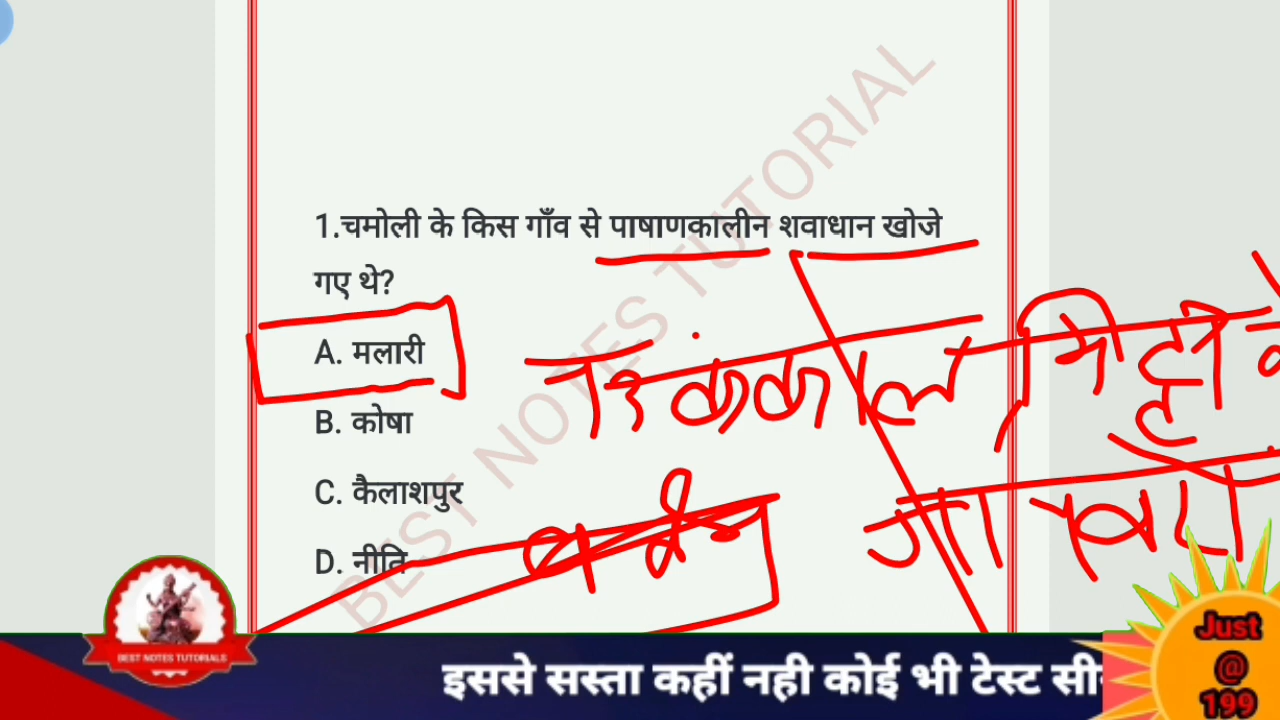 1.चमोली के किस गाँव से पाषाणकालीन शवाधान खोजे
गए थे?
A. मलारी
B. कोषा
C. कैलाशपुर
D. नीति
BEST NOTES TUTORIAL
BEST NOTES TUTORIALS
इससे सस्ता कहीं नही कोई भी टेस्ट
Just
@
199